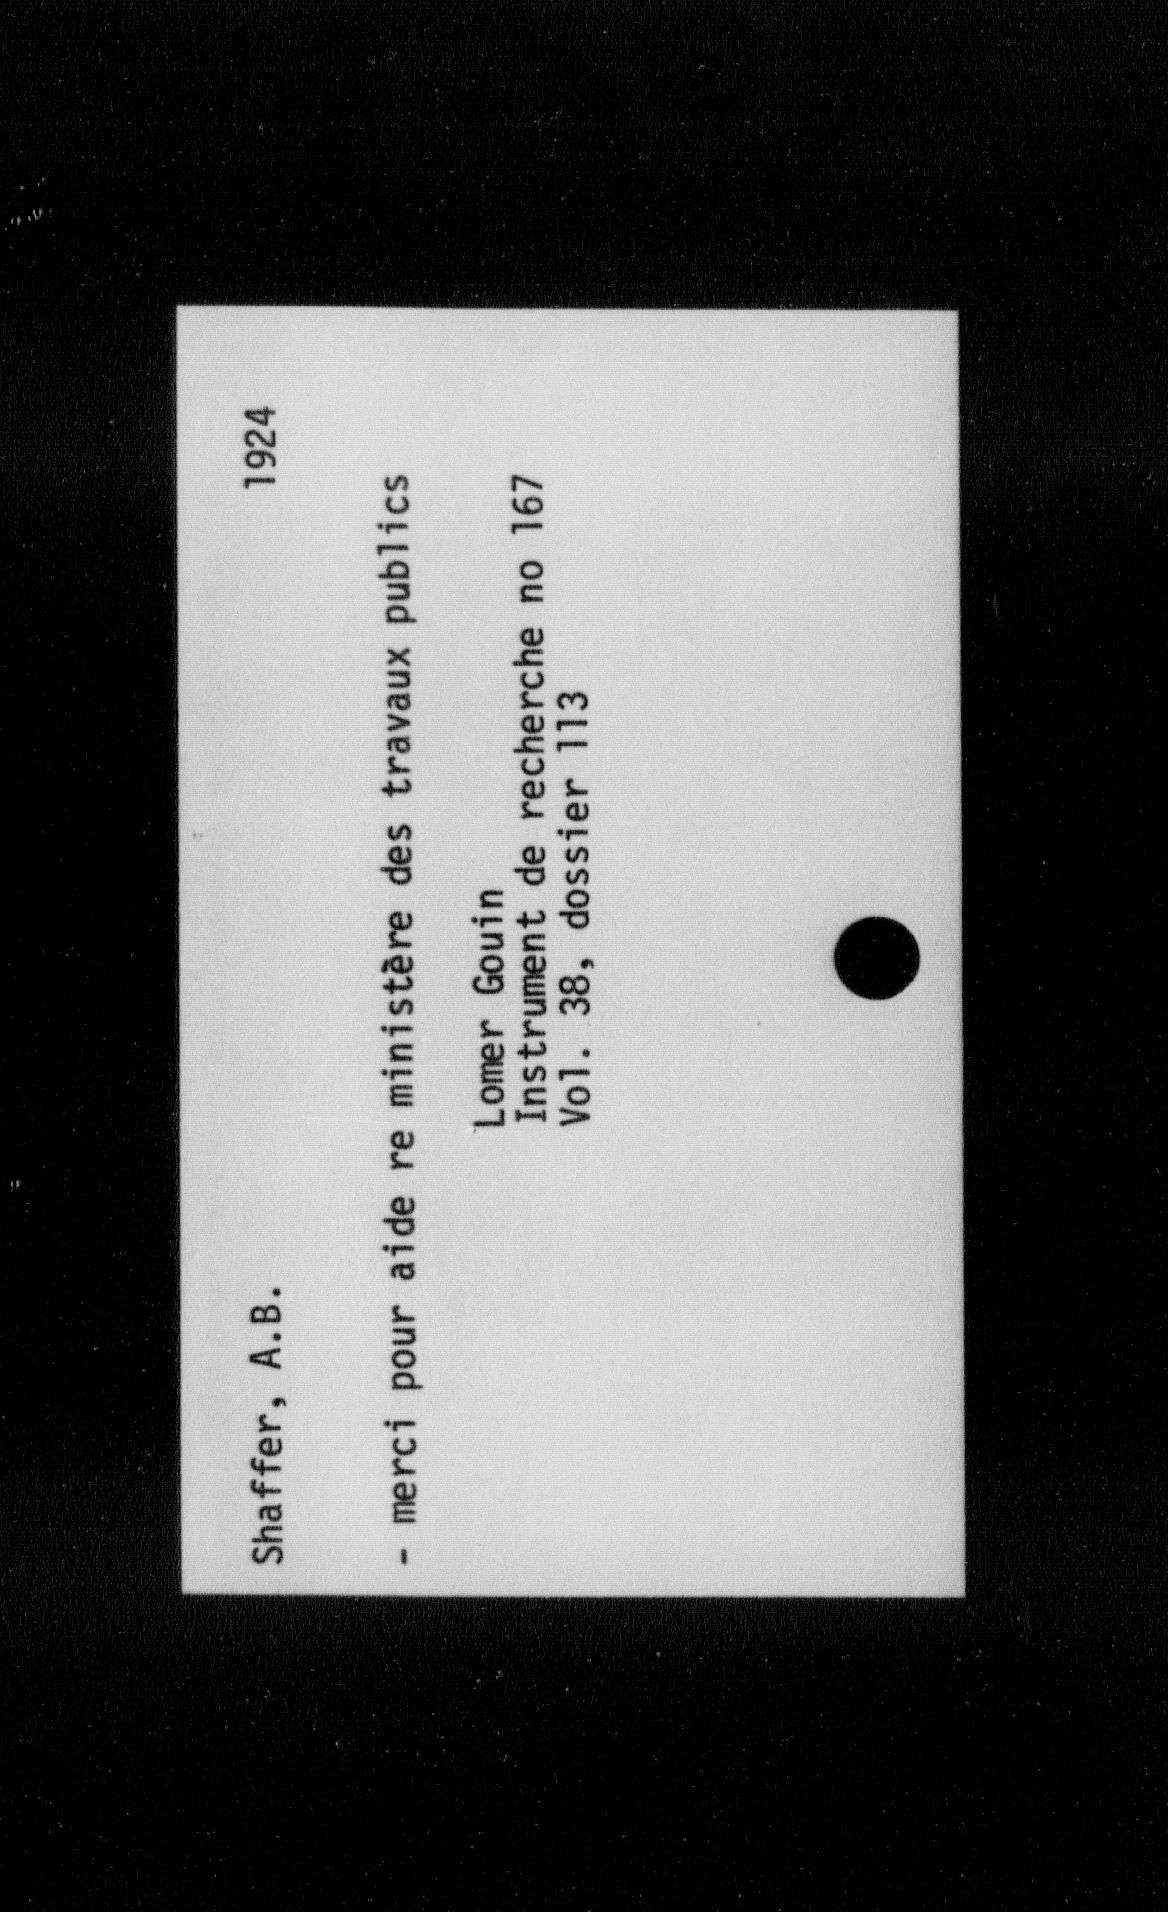 Shaffer, A.B. 1924
- merci pour aide re ministère des travaux publics
Lomer Gouin
Instrument de recherche no 167
Vol. 38, dossier 113